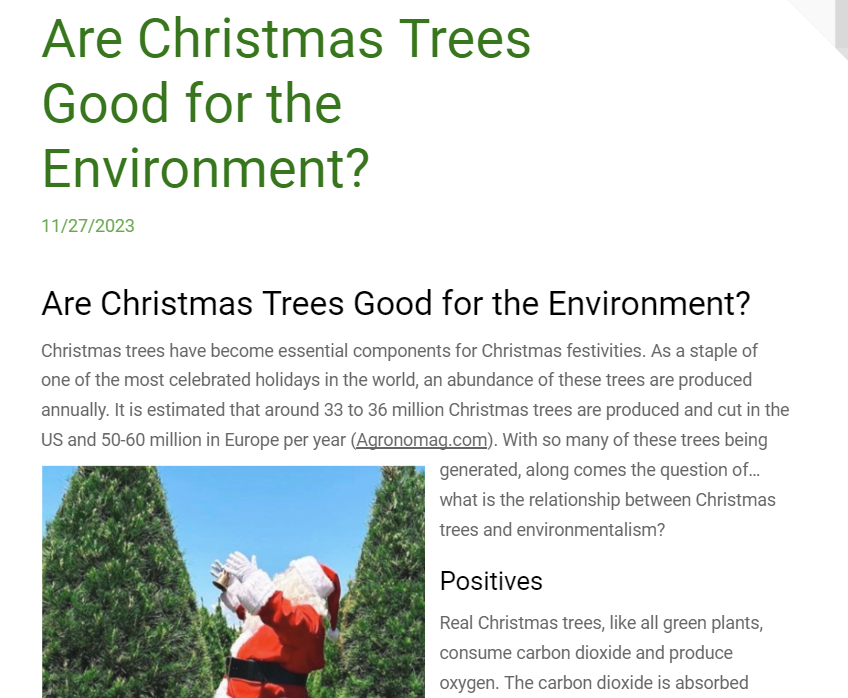 Are Christmas Trees
Good for the
Environment?
11/27/2023
Are Christmas Trees Good for the Environment?
Christmas trees have become essential components for Christmas festivities. As a staple of
one of the most celebrated holidays in the world, an abundance of these trees are produced
annually. It is estimated that around 33 to 36 million Christmas trees are produced and cut in the
US and 50-60 million in Europe per year (Agronomag.com). With so many of these trees being
generated, along comes the question of…
what is the relationship between Christmas
trees and environmentalism?
Positives
Real Christmas trees, like all green plants,
consume carbon dioxide and produce
oxygen. The carbon dioxide is absorbed